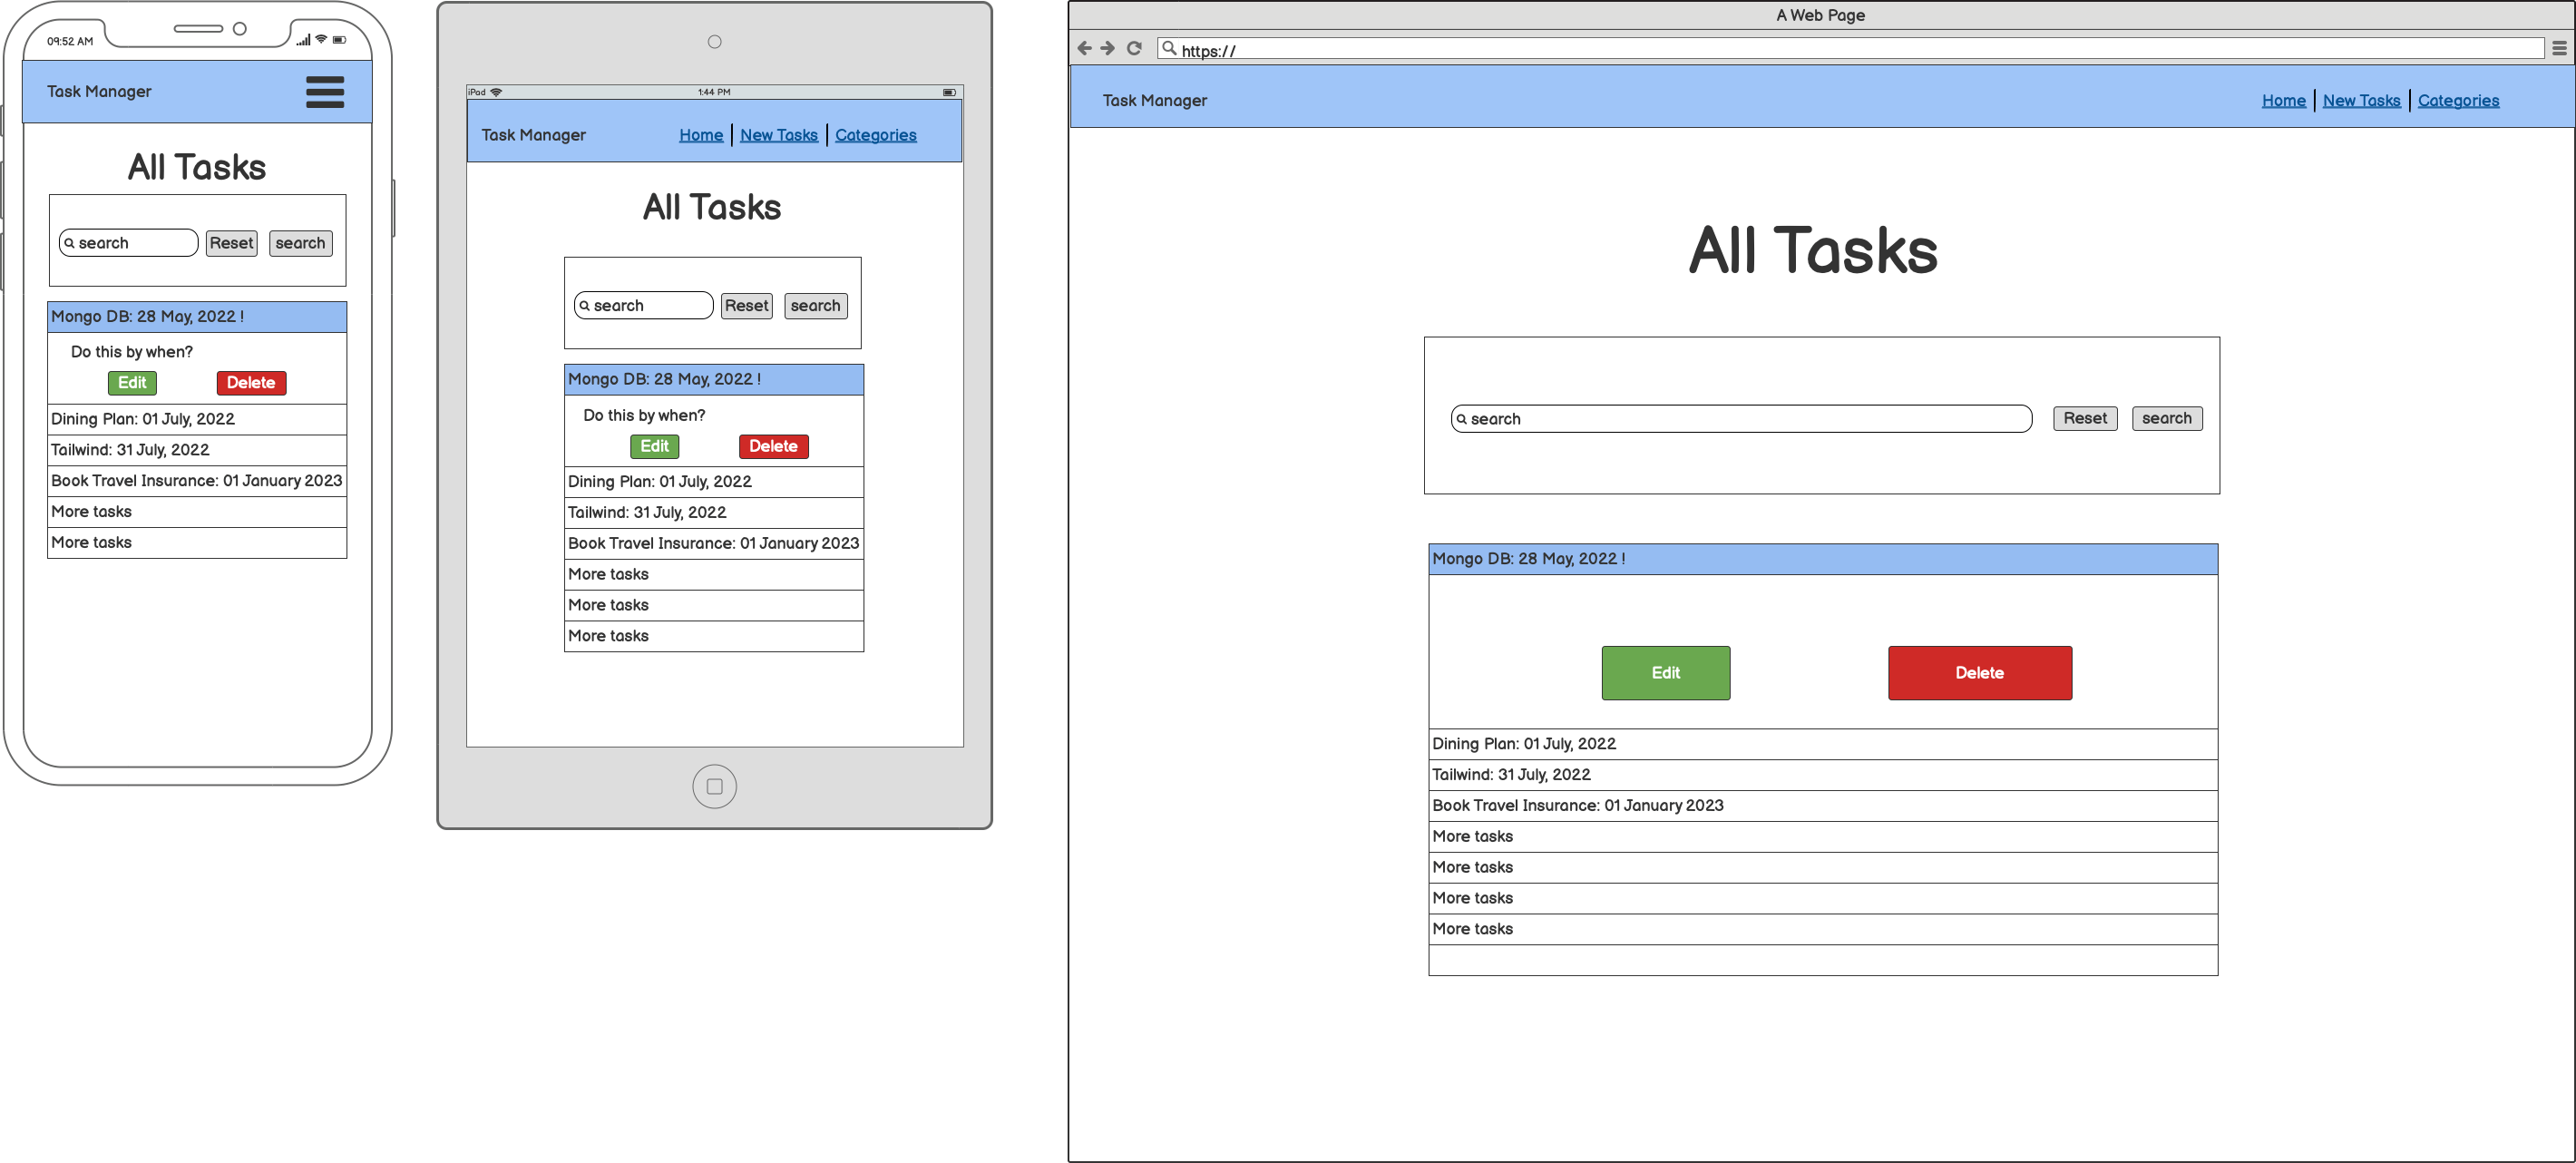 09:52 AM
Task Manager
All Tasks
search Reset search
Mongo DB: 28 May, 2022 !
Do this by when?
Edit Delete
Dining Plan: 01 July, 2022
Tailwind: 31 July, 2022
Book Travel Insurance: 01 January 2023
More tasks
More tasks
iPad 1:44 PM
Task Manager Home New Tasks Categories
All Tasks
search Reset search
Mongo DB: 28 May, 2022 !
Do this by when?
Edit Delete
Dining Plan: 01 July, 2022
Tailwind: 31 July, 2022
Book Travel Insurance: 01 January 2023
More tasks
More tasks
More tasks
A Web Page
https://
Task Manager Home New Tasks Categories
All Tasks
search Reset search
Mongo DB: 28 May, 2022 !
Edit Delete
Dining Plan: 01 July, 2022
Tailwind: 31 July, 2022
Book Travel Insurance: 01 January 2023
More tasks
More tasks
More tasks
More tasks